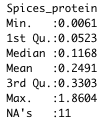 Spices_protein
Min.   :0.0061
1st Qu.:0.0523
Median :0.1168
Mean   :0.2491
3rd Qu.:0.3303
Max.   :1.8604
NA's   :11